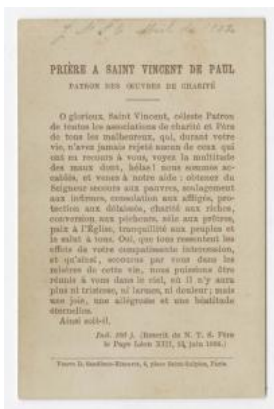 PRIÈRE A SAINT VINCENT DE PAUL
PATRON DES ŒUVRES DE CHARITÉ
O glorieux Saint Vincent, céleste Patron
de toutes les associations de charité et Père
de tous les malheureux, qui, durant votre
vie, n'avez jamais rejeté aucun de ceux qui
ont eu recours à vous, voyez la multitude
des maux dont, hélas ! nous sommes ac-
cablés, et venez à notre aide : obtenez du
Seigneur secours aux pauvres, soulagement
aux infirmes, consolation aux affligés, pro-
tection aux délaissés, charité aux riches,
conversion aux pécheurs, zèle aux prêtres,
paix à l'Église, tranquillité aux peuples et
le salut à tous. Oui, que tous ressentent les
effets de votre compatissante intercession,
et qu'ainsi, secourus par vous dans les
misères de cette vie, nous puissions être
réunis à vous dans le ciel, où il n'y aura
plus ni tristesse, ni larmes, ni douleur; mais
une joie, une allégresse et une béatitude
éternelles.
Ainsi soit-il.
(Rescrit de N. T. S. Père
le Pape Léon XIII, juin
place Saint-Sulpice, Paris.